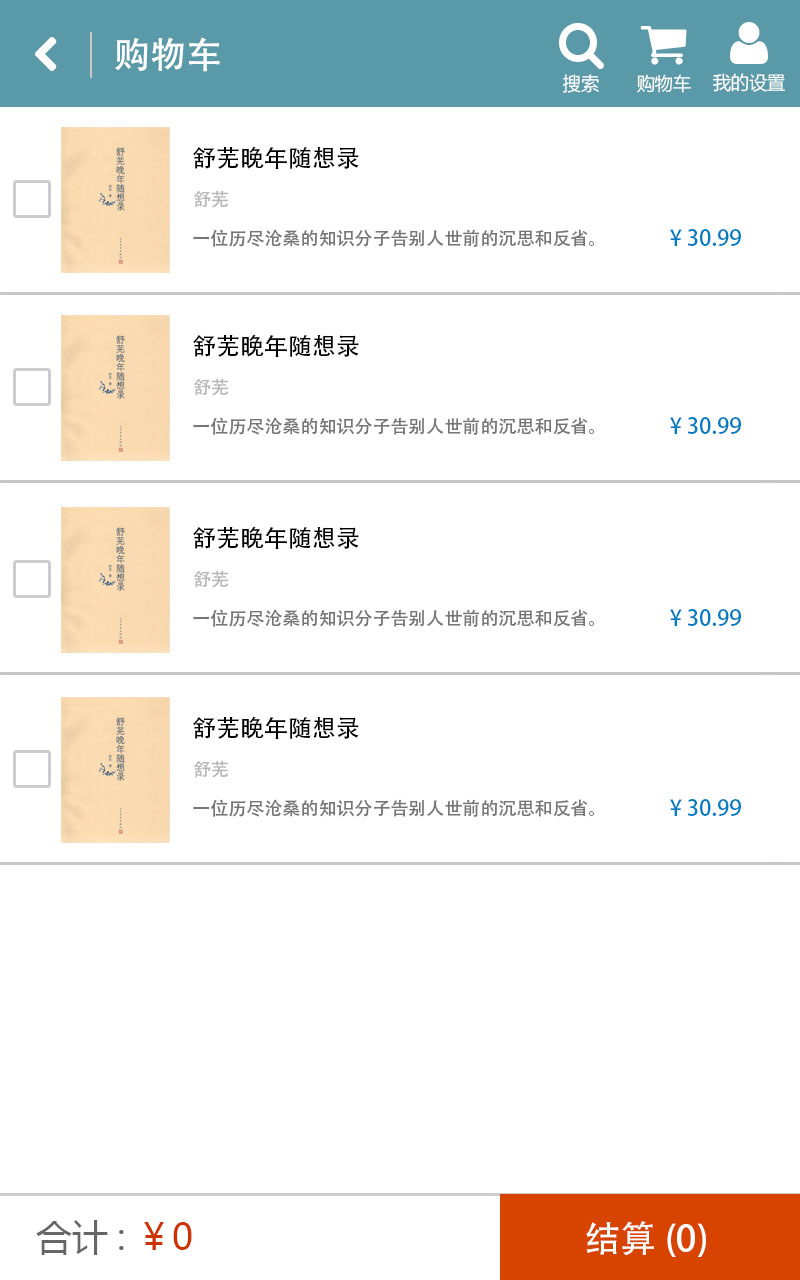 购物车
搜索
购物车
我的设置
舒芜晚年随想录
舒芜晚年随想录
舒芜
一位历尽沧桑的知识分子告别人世前的沉思和反省。
¥ 30.99
舒芜晚年随想录
舒芜晚年随想录
舒芜
一位历尽沧桑的知识分子告别人世前的沉思和反省。
¥ 30.99
舒芜晚年随想录
舒芜晚年随想录
舒芜
一位历尽沧桑的知识分子告别人世前的沉思和反省。
¥ 30.99
舒芜晚年随想录
舒芜晚年随想录
舒芜
一位历尽沧桑的知识分子告别人世前的沉思和反省。
¥ 30.99
合计：¥ 0
结算 (0)